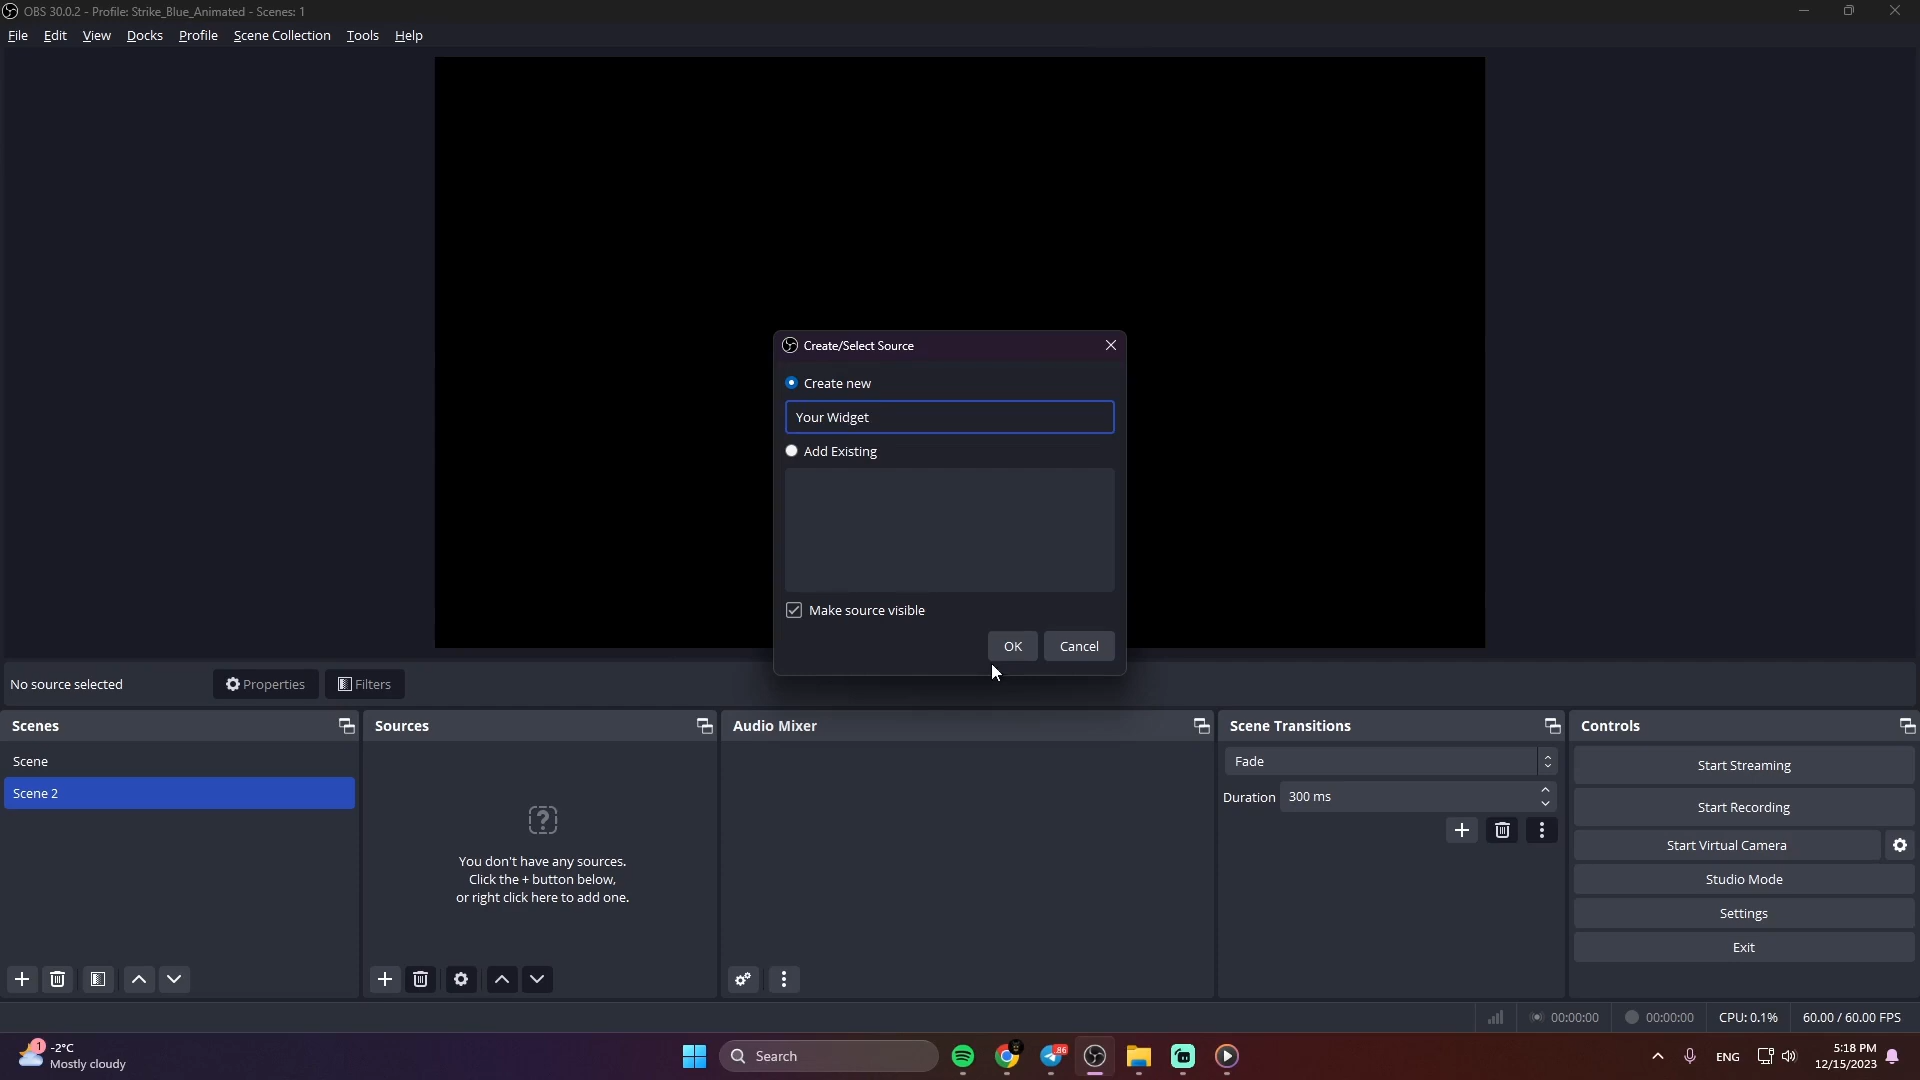 OBS 30.0.2 - Profile: Strike_Blue_Animated - Scenes: 1
File Edit View Docks Profile Scene Collection Tools Help
Create/Select Source
Create new
Your Widget
Add Existing
Make source visible
OK Cancel
No source selected Properties Filters
Scenes Sources Audio Mixer Scene Transitions Controls
Scene
Scene 2
You don't have any sources.
Click the + button below,
or right click here to add one.
Fade
Duration 300 ms
Start Streaming
Start Recording
Start Virtual Camera
Studio Mode
Settings
Exit
00:00:00 00:00:00 CPU: 0.1% 60.00 / 60.00 FPS
1
-2°C
Mostly cloudy
Search
86
ENG
5:18 PM
12/15/2023